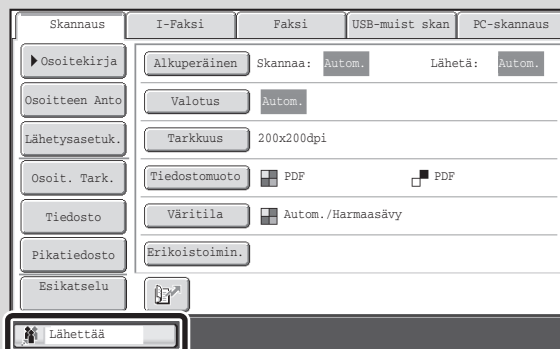 Skannaus I-Faksi Faksi USB-muist skan PC-skannaus
Osoitekirja
Alkuperäinen Skannaa: Autom. Lähetä: Autom.
Osoitteen Anto
Valotus Autom.
Lähetysasetuk.
Tarkkuus 200x200dpi
Osoit. Tark.
Tiedostomuoto PDF PDF
Tiedosto
Väritila Autom./Harmaasävy
Pikatiedosto
Erikoistoimin.
Esikatselu
Lähettää